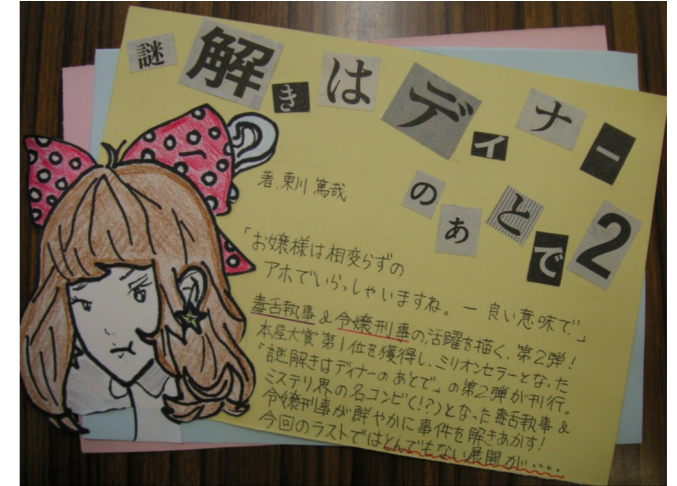 謎解きはディナーのあとで2
著.東川 篤哉
「お嬢様は相変らずの
アホでいらっしゃいますね。― 良い意味で」
毒舌執事&令嬢刑事の活躍を描く、第2弾!
本屋大賞第1位を獲得し、ミリオンセラーとなった
「謎解きはディナーのあとで。」の第2弾が刊行。
ミステリ界の名コンビ(!?)となった毒舌執事&
令嬢刑事が鮮やかに事件を解きあかす!
今回のラストではとんでもない展開が‥‥